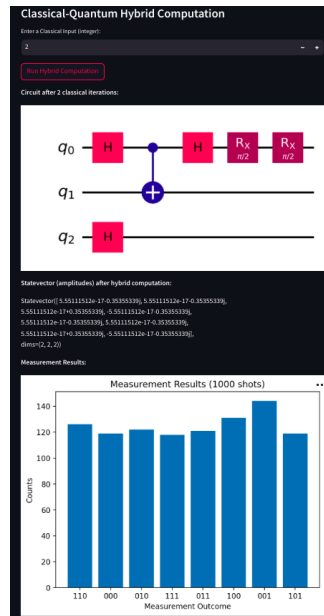 Classical-Quantum Hybrid Computation
Enter a Classical Input (integer):
2 − +
Run Hybrid Computation
Circuit after 2 classical iterations:
q0 H H RX π/2 RX π/2
q1
q2 H
Statevector (amplitudes) after hybrid computation:
Statevector([ 5.55111512e-17-0.35355339j, 5.55111512e-17-0.35355339j,
5.55111512e-17+0.35355339j, -5.55111512e-17-0.35355339j,
5.55111512e-17-0.35355339j, 5.55111512e-17-0.35355339j,
5.55111512e-17+0.35355339j, -5.55111512e-17-0.35355339j],
dims=(2, 2, 2))
Measurement Results:
Measurement Results (1000 shots)
140
120
100
80
60
40
20
0
Counts
110 000 010 111 011 100 001 101
Measurement Outcome